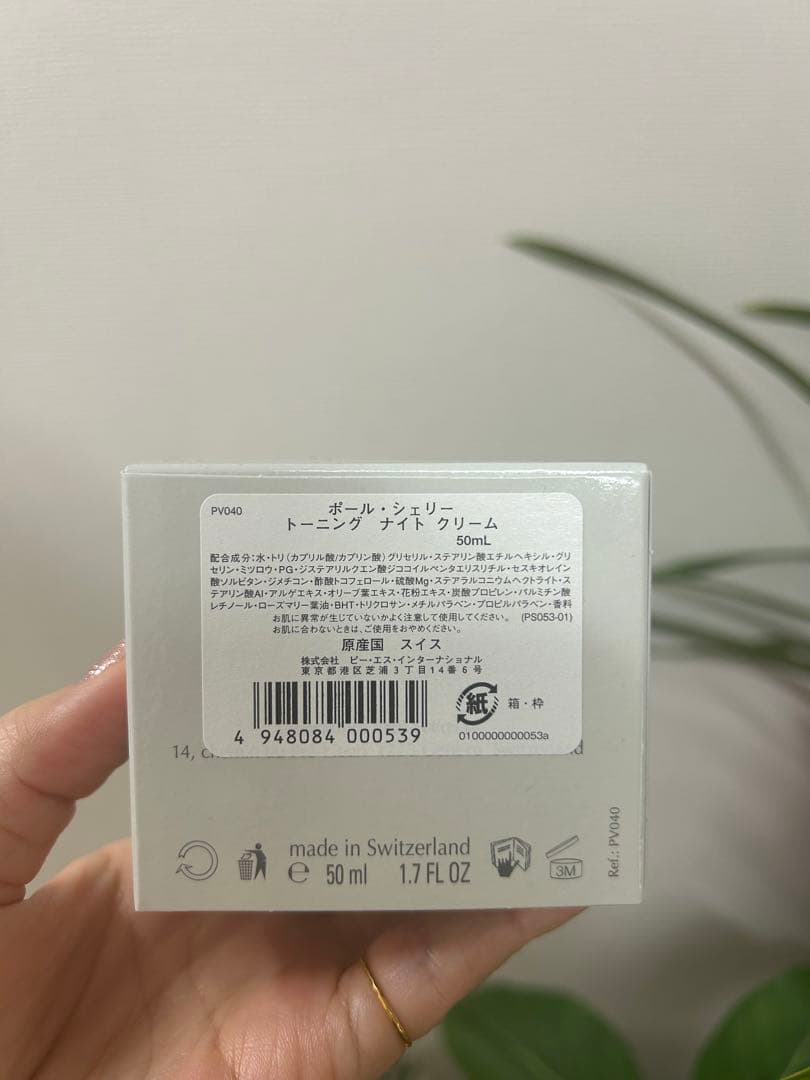 PV040
ポール・シェリー
トーニング ナイト クリーム
50mL
配合成分:水・トリ(カプリル酸/カプリン酸)グリセリル・ステアリン酸エチルヘキシル・グリ
セリン・ミツロウ・PG・ジステアリルクエン酸ジココイルペンタエリスリチル・セスキオレイン
酸ソルビタン・ジメチコン・酢酸トコフェロール・硫酸Mg・ステアラルコニウムヘクトライト・ス
テアリン酸Al・アルゲエキス・オリーブ葉エキス・花粉エキス・炭酸プロピレン・パルミチン酸
レチノール・ローズマリー葉油・BHT・トリクロサン・メチルパラベン・プロピルパラベン・香料
お肌に異常が生じていないかよく注意して使用してください。 (PS053-01)
お肌に合わないときは、ご使用をおやめください。
原産国 スイス
株式会社 ピー・エス・インターナショナル
東京都港区芝浦3丁目14番6号
4 948084 000539
紙
箱・枠
0100000000053a
14,
made in Switzerland
e 50 ml 1.7 FL OZ
3M
Ref.: PV040